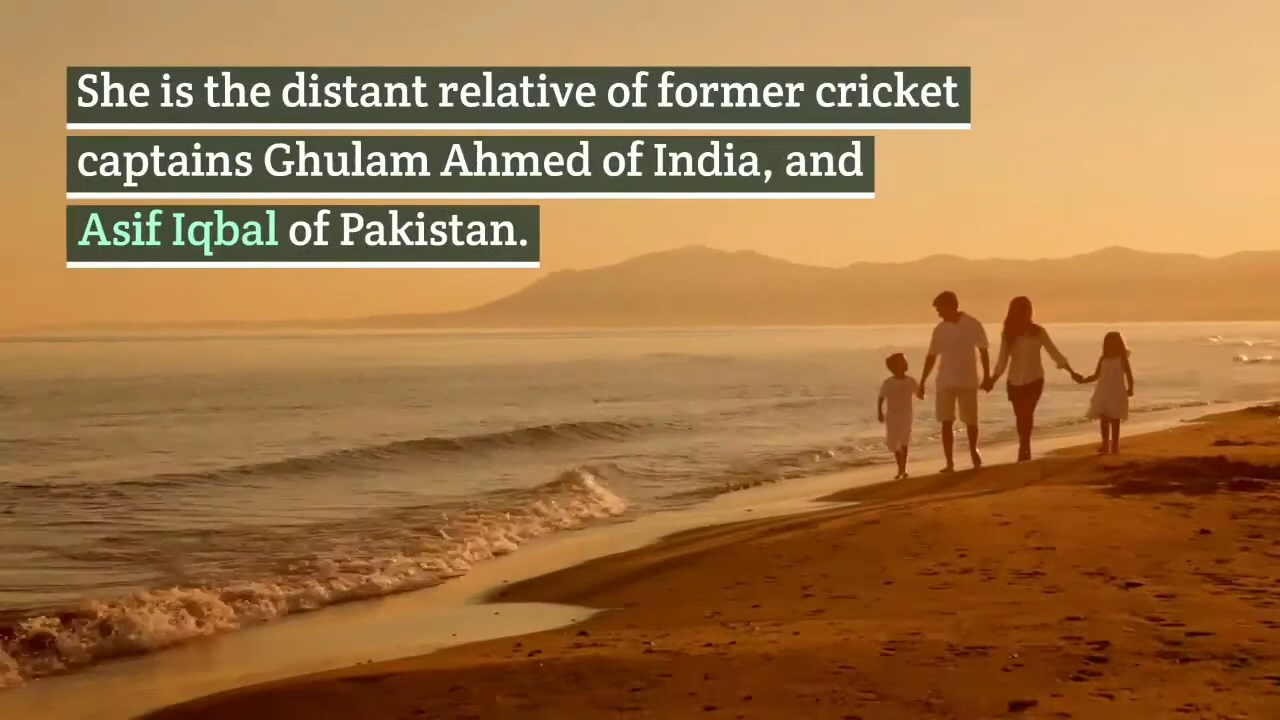 She is the distant relative of former cricket
captains Ghulam Ahmed of India, and
Asif Iqbal of Pakistan.